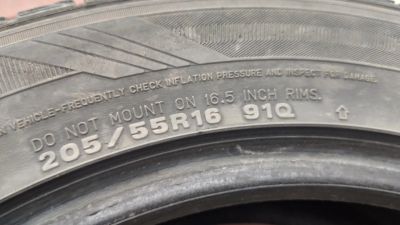 VEHICLE-FREQUENTLY CHECK INFLATION PRESSURE AND INSPECT FOR DAMAGE.
DO NOT MOUNT ON 16.5 INCH RIMS.
205/55R16 91Q